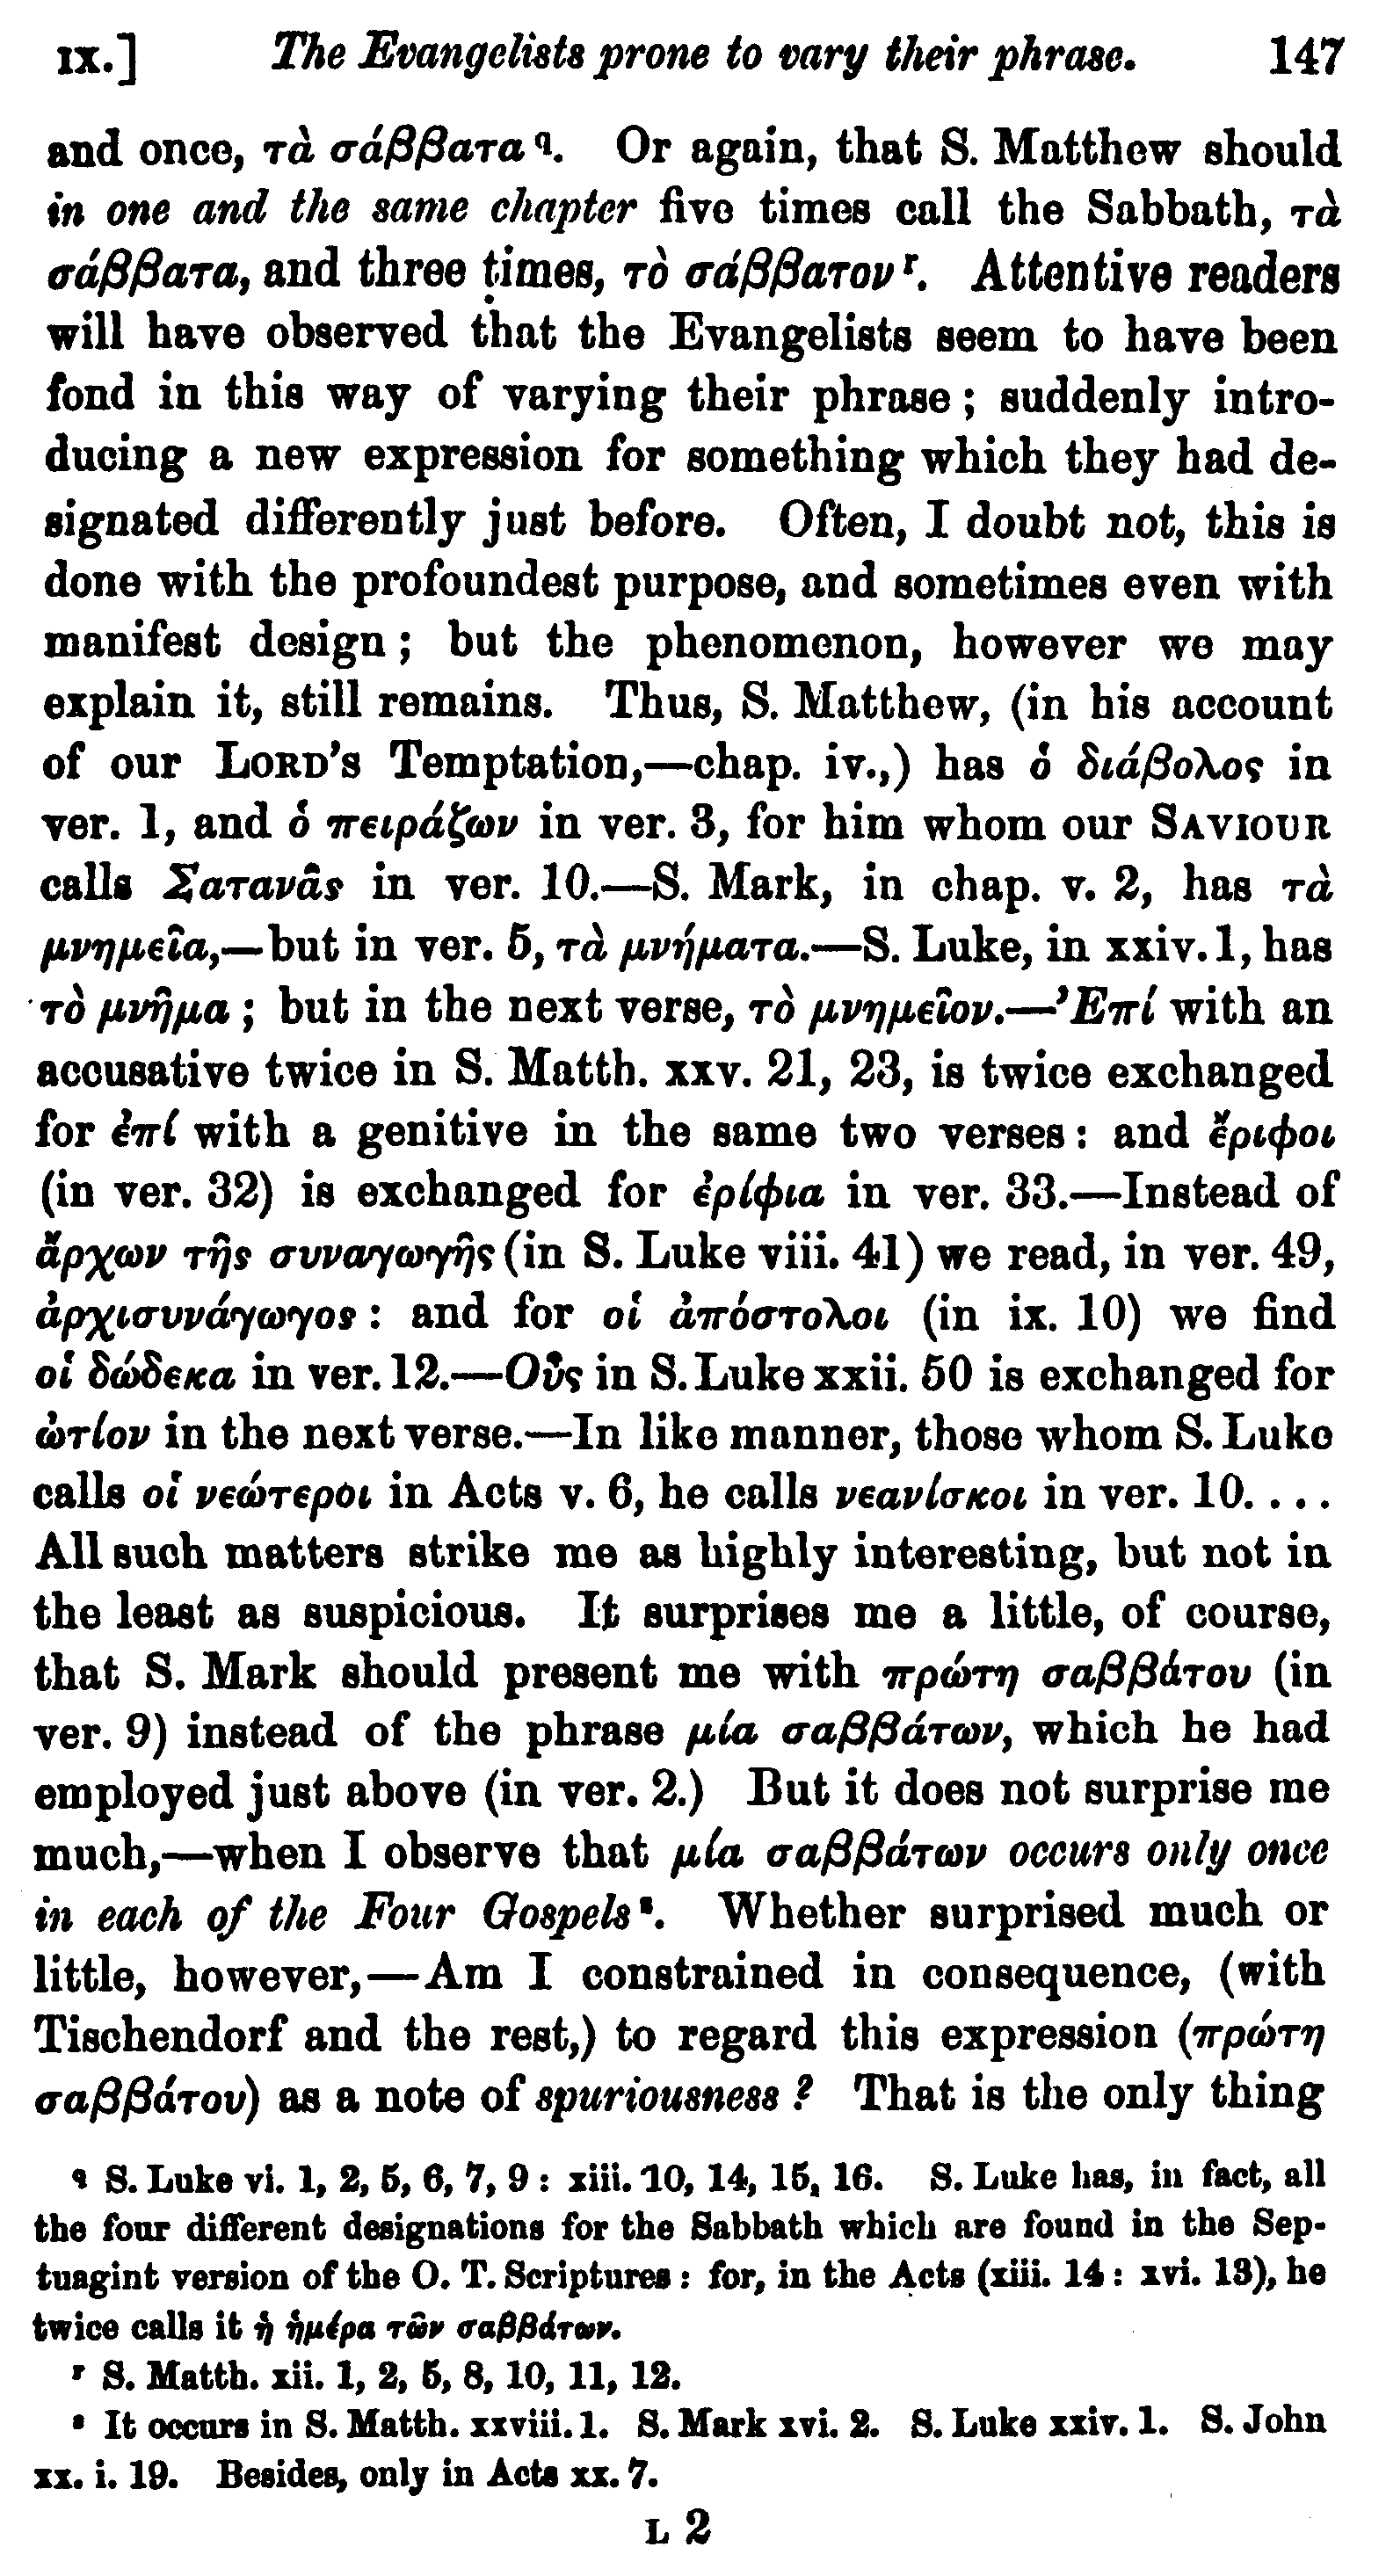 IX.] The Evangelists prone to vary their phrase. 147
and once, τὰ σάββατα q. Or again, that S. Matthew should
in one and the same chapter five times call the Sabbath, τὰ
σάββατα, and three times, τὸ σάββατον r. Attentive readers
will have observed that the Evangelists seem to have been
fond in this way of varying their phrase; suddenly intro-
ducing a new expression for something which they had de-
signated differently just before. Often, I doubt not, this is
done with the profoundest purpose, and sometimes even with
manifest design; but the phenomenon, however we may
explain it, still remains. Thus, S. Matthew, (in his account
of our LORD'S Temptation,—chap. iv.,) has ὁ διάβολος in
ver. 1, and ὁ πειράζων in ver. 3, for him whom our SAVIOUR
calls Σατανᾶς in ver. 10.—S. Mark, in chap. v. 2, has τὰ
μνημεῖα,—but in ver. 5, τὰ μνήματα.—S. Luke, in xxiv. 1, has
τὸ μνῆμα; but in the next verse, τὸ μνημεῖον.—Ἐπί with an
accusative twice in S. Matth. xxv. 21, 23, is twice exchanged
for ἐπί with a genitive in the same two verses: and ἔριφοι
(in ver. 32) is exchanged for ἐρίφια in ver. 33.—Instead of
ἄρχων τῆς συναγωγῆς (in S. Luke viii. 41) we read, in ver. 49,
ἀρχισυνάγωγος: and for οἱ ἀπόστολοι (in ix. 10) we find
οἱ δώδεκα in ver. 12.—Οὖς in S. Luke xxii. 50 is exchanged for
ὠτίον in the next verse.—In like manner, those whom S. Luke
calls οἱ νεώτεροι in Acts v. 6, he calls νεανίσκοι in ver. 10. . . .
All such matters strike me as highly interesting, but not in
the least as suspicious. It surprises me a little, of course,
that S. Mark should present me with πρώτη σαββάτου (in
ver. 9) instead of the phrase μία σαββάτων, which he had
employed just above (in ver. 2.) But it does not surprise me
much,—when I observe that μία σαββάτων occurs only once
in each of the Four Gospels s. Whether surprised much or
little, however,—Am I constrained in consequence, (with
Tischendorf and the rest,) to regard this expression (πρώτη
σαββάτου) as a note of spuriousness? That is the only thing
q S. Luke vi. 1, 2, 5, 6, 7, 9: xiii. 10, 14, 15, 16. S. Luke has, in fact, all
the four different designations for the Sabbath which are found in the Sep-
tuagint version of the O. T. Scriptures: for, in the Acts (xiii. 14: xvi. 13), he
twice calls it ἡ ἡμέρα τῶν σαββάτων.
r S. Matth. xii. 1, 2, 5, 8, 10, 11, 12.
s It occurs in S. Matth. xxviii. 1. S. Mark xvi. 2. S. Luke xxiv. 1. S. John
xx. i. 19. Besides, only in Acts xx. 7.
L 2